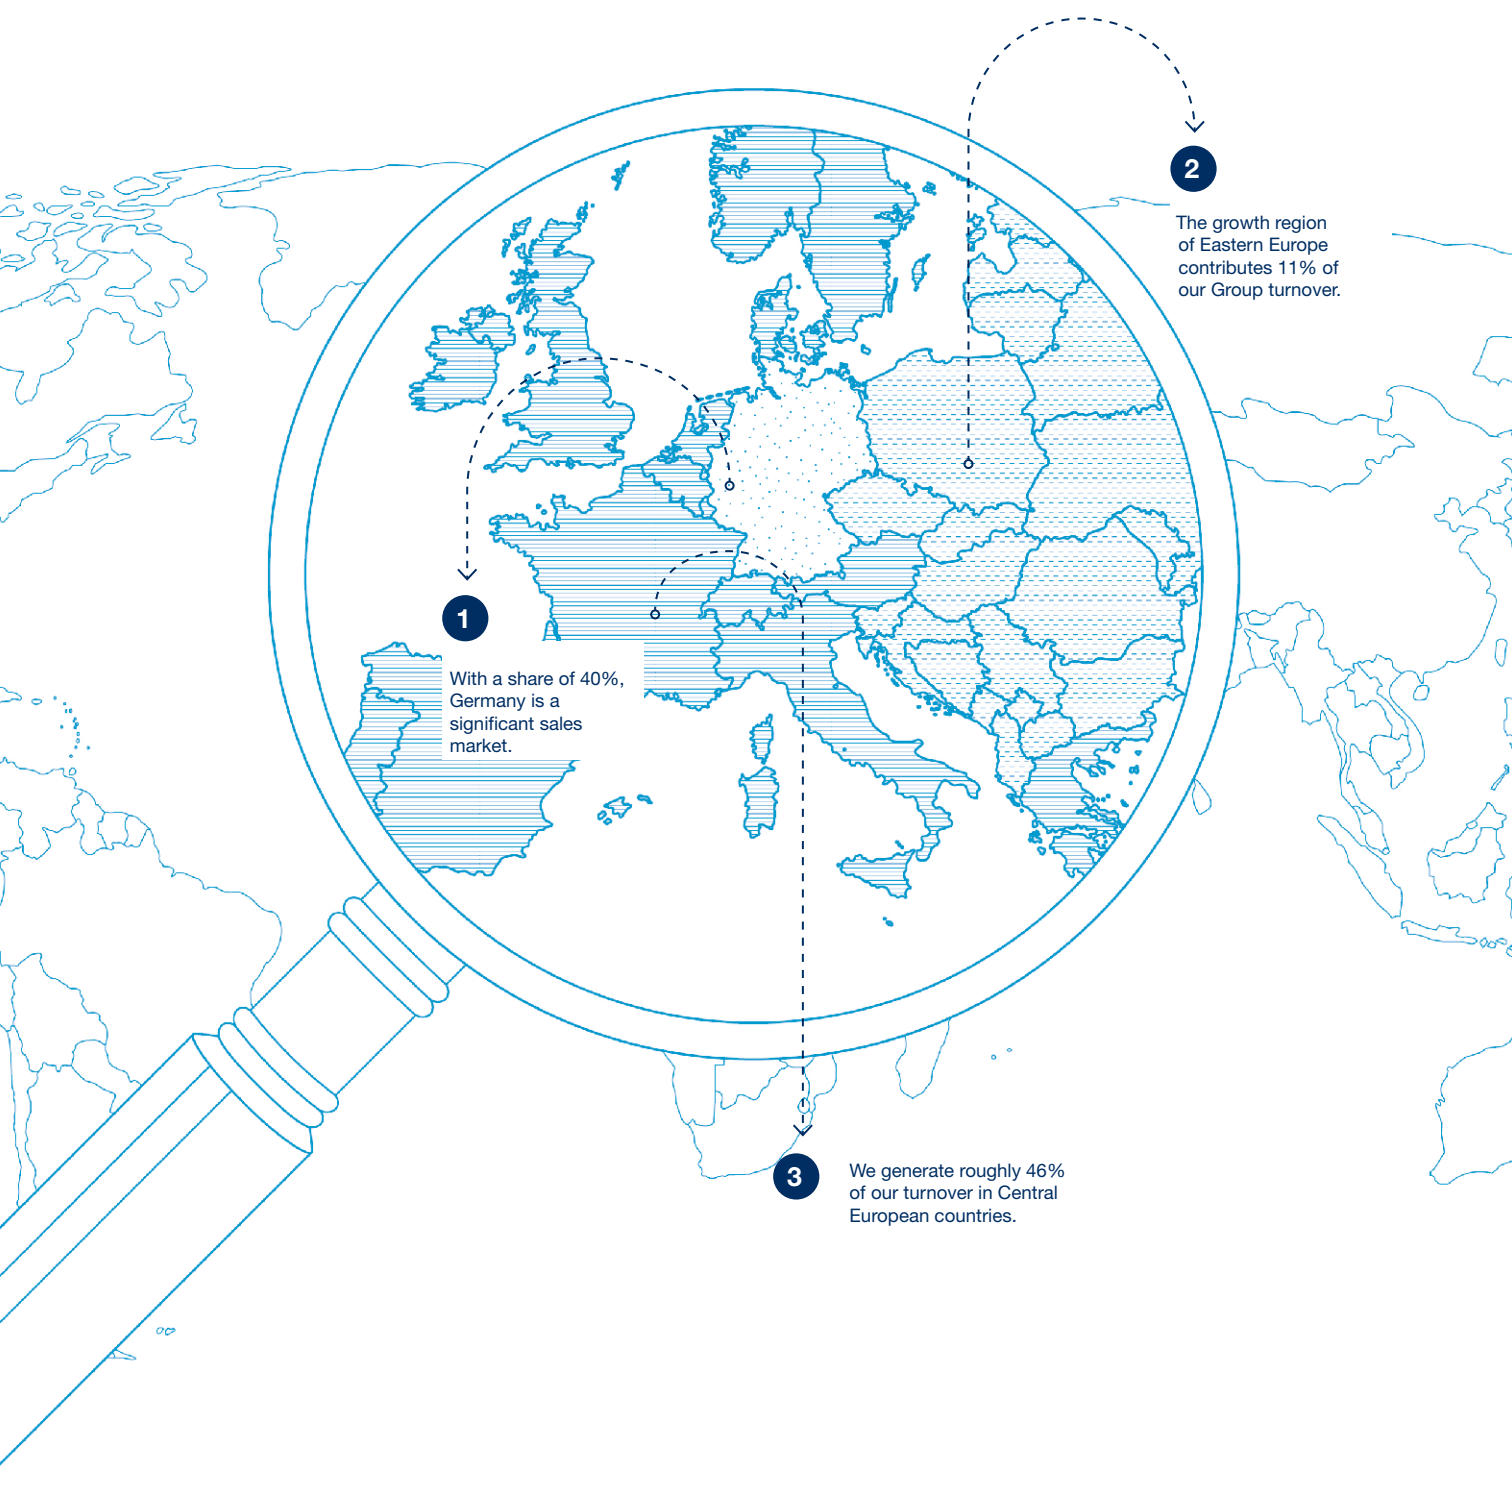 2
The growth region
of Eastern Europe
contributes 11% of
our Group turnover.
1
With a share of 40%,
Germany is a
significant sales
market.
3
We generate roughly 46%
of our turnover in Central
European countries.